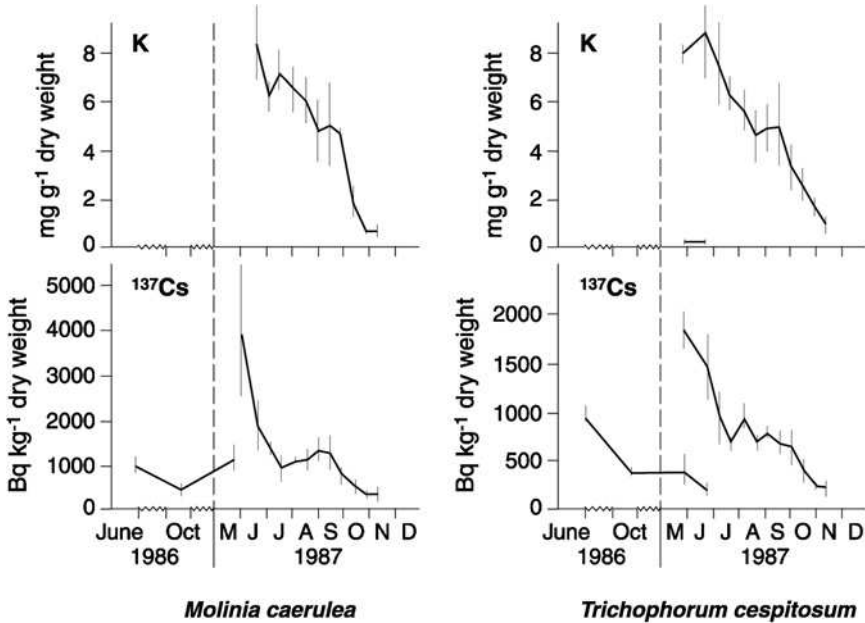 K
8
6
4
2
0
mg g⁻¹ dry weight
K
8
6
4
2
0
mg g⁻¹ dry weight
¹³⁷Cs
5000
4000
3000
2000
1000
0
Bq kg⁻¹ dry weight
June Oct M J J A S O N D
1986 1987
Molinia caerulea
¹³⁷Cs
2000
1500
1000
500
0
Bq kg⁻¹ dry weight
June Oct M J J A S O N D
1986 1987
Trichophorum cespitosum